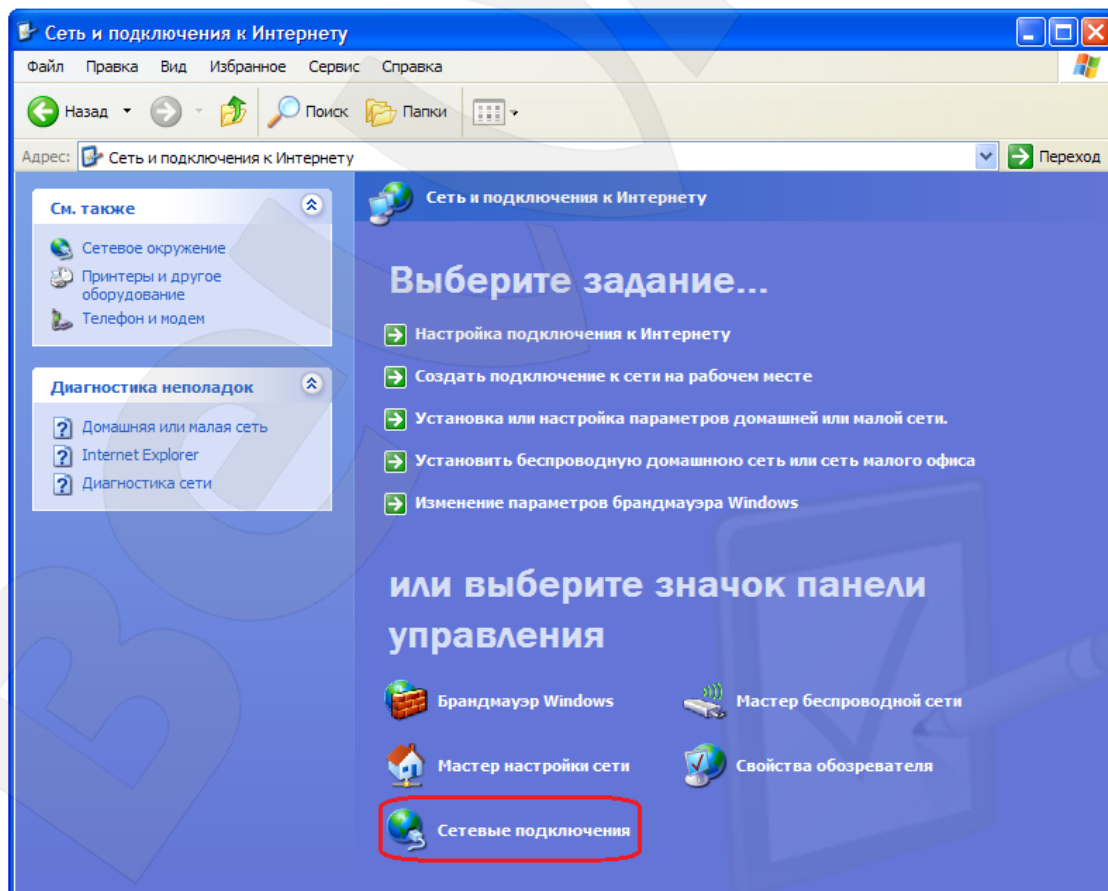 Сеть и подключения к Интернету
Файл Правка Вид Избранное Сервис Справка
Назад Поиск Папки
Адрес: Сеть и подключения к Интернету Переход
См. также
Сетевое окружение
Принтеры и другое
оборудование
Телефон и модем
Диагностика неполадок
Домашняя или малая сеть
Internet Explorer
Диагностика сети
Сеть и подключения к Интернету
Выберите задание...
Настройка подключения к Интернету
Создать подключение к сети на рабочем месте
Установка или настройка параметров домашней или малой сети.
Установить беспроводную домашнюю сеть или сеть малого офиса
Изменение параметров брандмауэра Windows
или выберите значок панели
управления
Брандмауэр Windows Мастер беспроводной сети
Мастер настройки сети Свойства обозревателя
Сетевые подключения